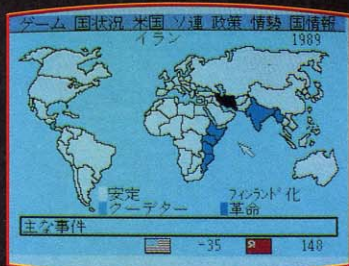 ゲーム 国状況 米国 ソ連 政策 情勢 国情報
イラン 1989
安定 フィンランド化
クーデター 革命
主な事件
-35 148